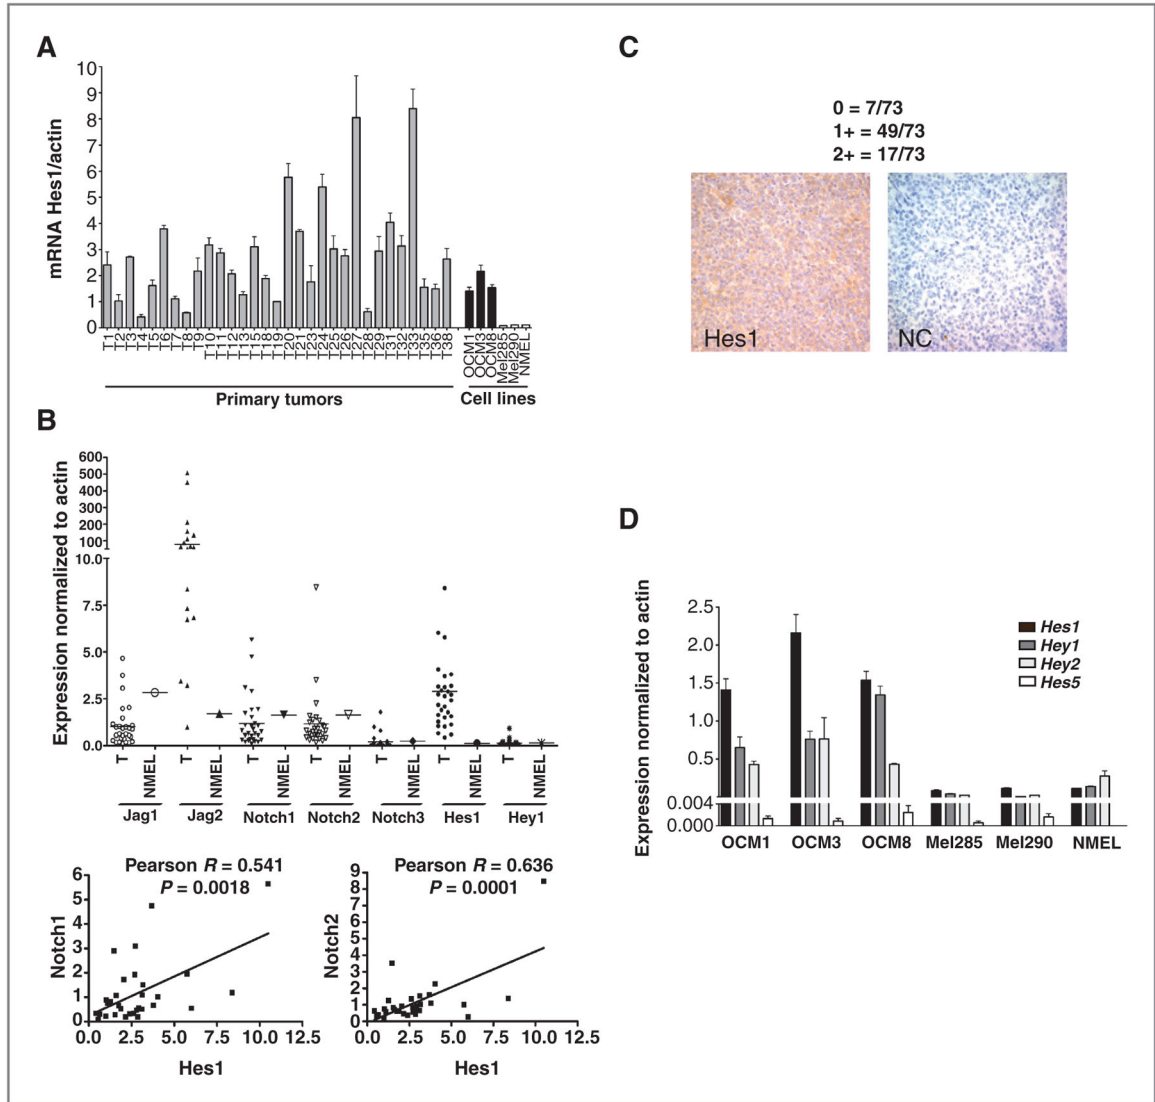 A
mRNA Hes1/actin
10
9
8
7
6
5
4
3
2
1
0
T1 T2 T3 T4 T5 T6 T7 T8 T9 T10 T11 T12 T13 T15 T18 T19 T20 T21 T23 T24 T25 T26 T27 T28 T29 T31 T32 T33 T35 T36 T38 OCM1 OCM3 OCM8 Mel285 Mel290 NMEL
Primary tumors Cell lines
C
0 = 7/73
1+ = 49/73
2+ = 17/73
Hes1 NC
B
Expression normalized to actin
600
500
400
300
200
100
10.0
7.5
5.0
2.5
0.0
T NMEL T NMEL T NMEL T NMEL T NMEL T NMEL T NMEL
Jag1 Jag2 Notch1 Notch2 Notch3 Hes1 Hey1
Pearson R = 0.541
P = 0.0018
Notch1
6
5
4
3
2
1
0
0.0 2.5 5.0 7.5 10.0 12.5
Hes1
Pearson R = 0.636
P = 0.0001
Notch2
9
8
7
6
5
4
3
2
1
0
0.0 2.5 5.0 7.5 10.0 12.5
Hes1
D
Expression normalized to actin
2.5
2.0
1.5
1.0
0.5
0.004
0.000
Hes1
Hey1
Hey2
Hes5
OCM1 OCM3 OCM8 Mel285 Mel290 NMEL